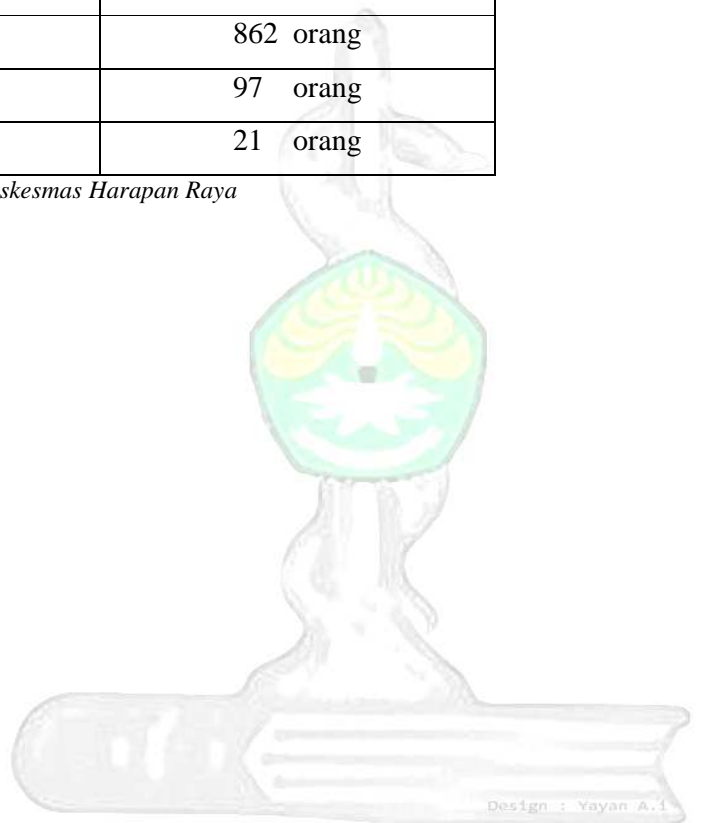 862 orang
97 orang
21 orang
skesmas Harapan Raya
Design : Yayan A.i